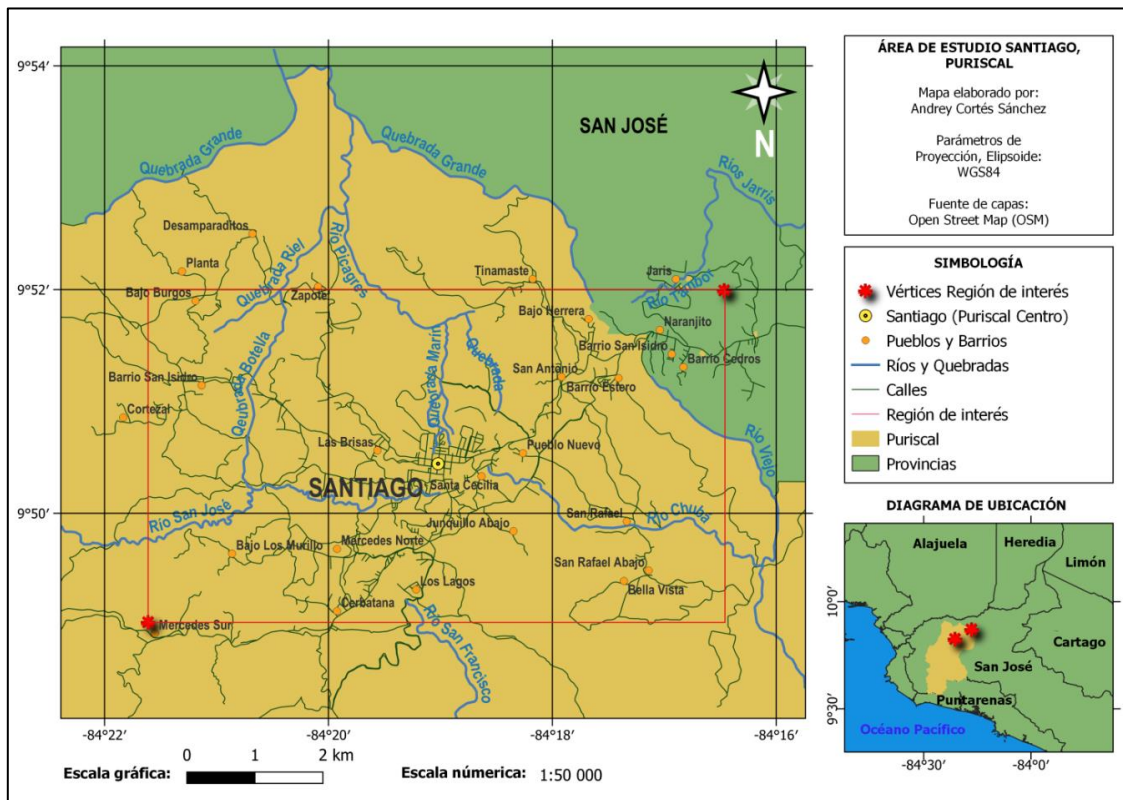 9°54'
9°52'
9°50'
-84°22'
-84°20'
-84°18'
-84°16'
SAN JOSÉ
N
Quebrada Grande
Quebrada Grande
Ríos Jarrís
Desamparaditos
Planta
Quebrada Riel
Río Picagres
Bajo Burgos
Zapote
Tinamaste
Jaris
Río Tambor
Bajo Herrera
Naranjito
Barrio San Isidro
Barrio Cedros
Quebrada Marín
Quebrada
San Antonio
Barrio Estero
Barrio San Isidro
Qeubrada Botella
Cortezal
Las Brisas
Pueblo Nuevo
Río Viejo
SANTIAGO
Santa Cecilia
Río San José
Junquillo Abajo
San Rafael
Río Chuba
Bajo Los Murillo
Mercedes Norte
San Rafael Abajo
Los Lagos
Bella Vista
Cerbatana
Mercedes Sur
Río San Francisco
Escala gráfica:
0 1 2 km
Escala númerica: 1:50 000
ÁREA DE ESTUDIO SANTIAGO,
PURISCAL
Mapa elaborado por:
Andrey Cortés Sánchez
Parámetros de
Proyección, Elipsoide:
WGS84
Fuente de capas:
Open Street Map (OSM)
SIMBOLOGÍA
Vértices Región de interés
Santiago (Puriscal Centro)
Pueblos y Barrios
Ríos y Quebradas
Calles
Región de interés
Puriscal
Provincias
DIAGRAMA DE UBICACIÓN
Alajuela
Heredia
Limón
Cartago
San José
Puntarenas
Océano Pacífico
10°0'
9°30'
-84°30'
-84°0'